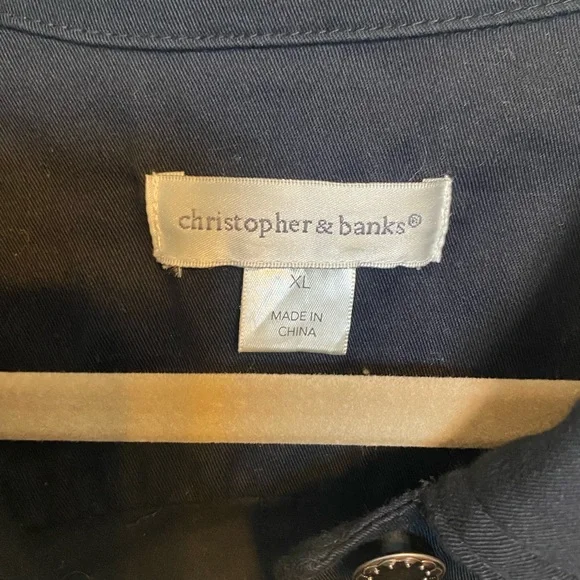 christopher & banks®
XL
MADE IN
CHINA